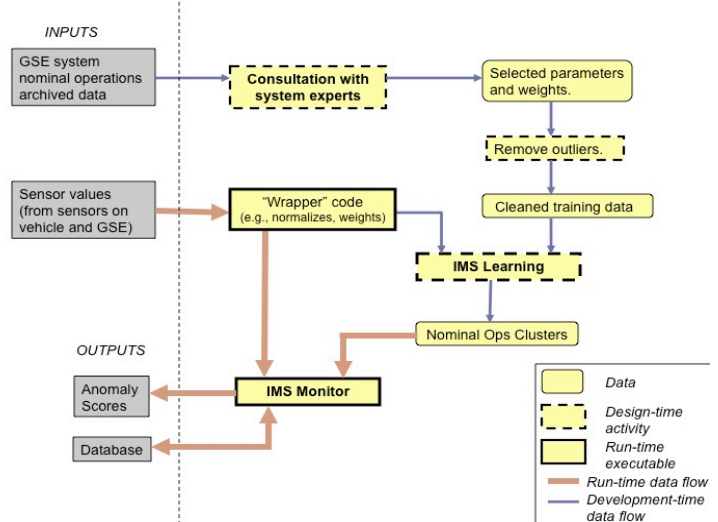 INPUTS
GSE system
nominal operations
archived data
Consultation with
system experts
Selected parameters
and weights.
Remove outliers.
Sensor values
(from sensors on
vehicle and GSE)
"Wrapper" code
(e.g., normalizes, weights)
Cleaned training data
IMS Learning
Nominal Ops Clusters
OUTPUTS
Anomaly
Scores
IMS Monitor
Database
Data
Design-time
activity
Run-time
executable
Run-time data flow
Development-time
data flow